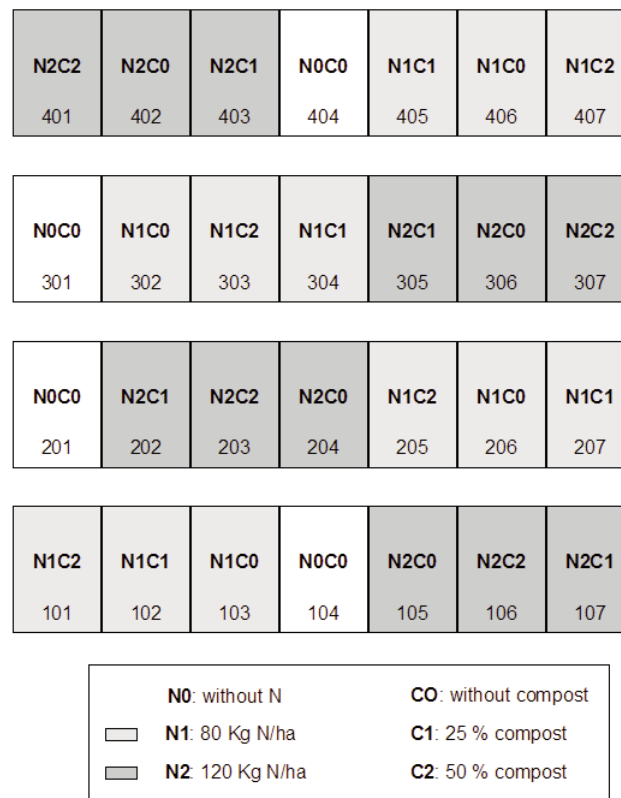 N2C2 N2C0 N2C1 N0C0 N1C1 N1C0 N1C2
401 402 403 404 405 406 407
N0C0 N1C0 N1C2 N1C1 N2C1 N2C0 N2C2
301 302 303 304 305 306 307
N0C0 N2C1 N2C2 N2C0 N1C2 N1C0 N1C1
201 202 203 204 205 206 207
N1C2 N1C1 N1C0 N0C0 N2C0 N2C2 N2C1
101 102 103 104 105 106 107
N0: without N CO: without compost
N1: 80 Kg N/ha C1: 25 % compost
N2: 120 Kg N/ha C2: 50 % compost